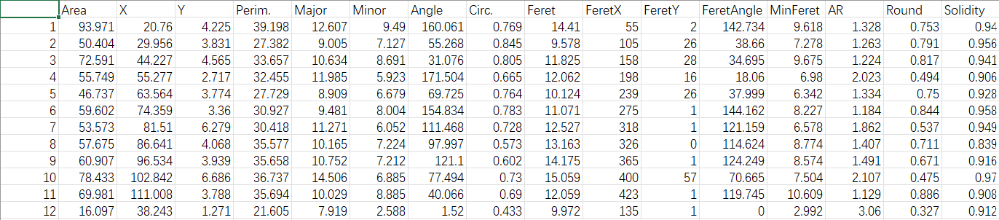 Area X Y Perim. Major Minor Angle Circ. Feret FeretX FeretY FeretAngle MinFeret AR Round Solidity
1 93.971 20.76 4.225 39.198 12.607 9.49 160.061 0.769 14.41 55 2 142.734 9.618 1.328 0.753 0.94
2 50.404 29.956 3.831 27.382 9.005 7.127 55.268 0.845 9.578 105 26 38.66 7.278 1.263 0.791 0.956
3 72.591 44.227 4.565 33.657 10.634 8.691 31.076 0.805 11.825 158 28 34.695 9.675 1.224 0.817 0.941
4 55.749 55.277 2.717 32.455 11.985 5.923 171.504 0.665 12.062 198 16 18.06 6.98 2.023 0.494 0.906
5 46.737 63.564 3.774 27.729 8.909 6.679 69.725 0.764 10.124 239 26 37.999 6.342 1.334 0.75 0.928
6 59.602 74.359 3.36 30.927 9.481 8.004 154.834 0.783 11.071 275 1 144.162 8.227 1.184 0.844 0.958
7 53.573 81.51 6.279 30.418 11.271 6.052 111.468 0.728 12.527 318 1 121.159 6.578 1.862 0.537 0.949
8 57.675 86.641 4.068 35.577 10.165 7.224 97.997 0.573 13.163 326 0 114.624 8.774 1.407 0.711 0.839
9 60.907 96.534 3.939 35.658 10.752 7.212 121.1 0.602 14.175 365 1 124.249 8.574 1.491 0.671 0.916
10 78.433 102.842 6.686 36.737 14.506 6.885 77.494 0.73 15.059 400 57 70.665 7.504 2.107 0.475 0.97
11 69.981 111.008 3.788 35.694 10.029 8.885 40.066 0.69 12.059 423 1 119.745 10.609 1.129 0.886 0.908
12 16.097 38.243 1.271 21.605 7.919 2.588 1.52 0.433 9.972 135 1 0 2.992 3.06 0.327 0.912